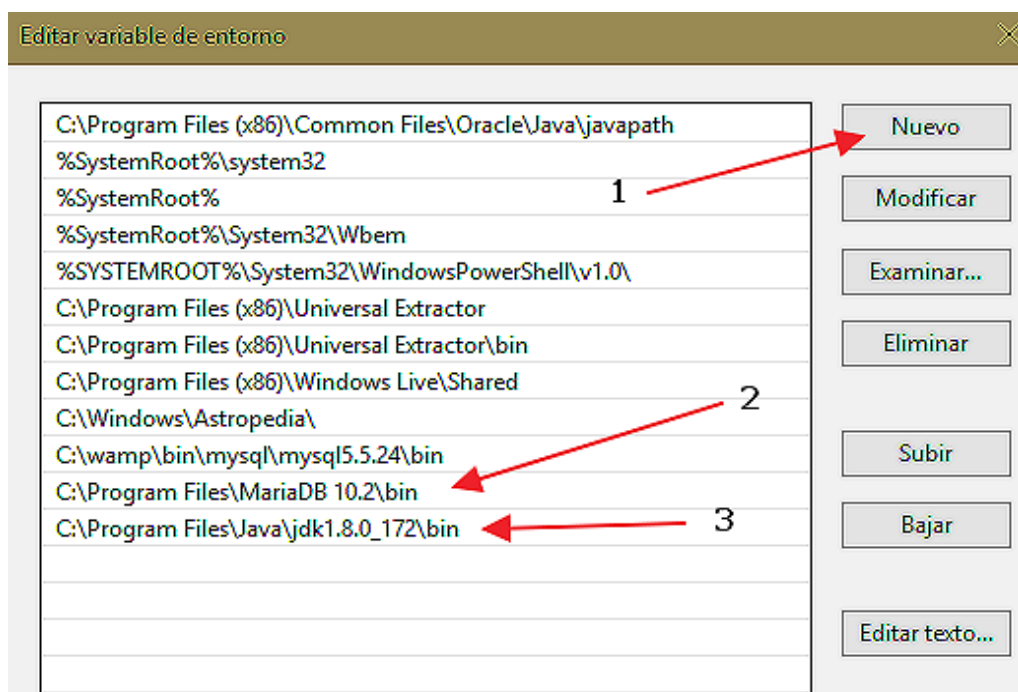 Editar variable de entorno
C:\Program Files (x86)\Common Files\Oracle\Java\javapath
Nuevo
%SystemRoot%\system32
1
%SystemRoot%
Modificar
%SystemRoot%\System32\Wbem
%SYSTEMROOT%\System32\WindowsPowerShell\v1.0\
Examinar...
C:\Program Files (x86)\Universal Extractor
C:\Program Files (x86)\Universal Extractor\bin
Eliminar
C:\Program Files (x86)\Windows Live\Shared
2
C:\Windows\Astropedia\
C:\wamp\bin\mysql\mysql5.5.24\bin
Subir
C:\Program Files\MariaDB 10.2\bin
C:\Program Files\Java\jdk1.8.0_172\bin
3
Bajar
Editar texto...